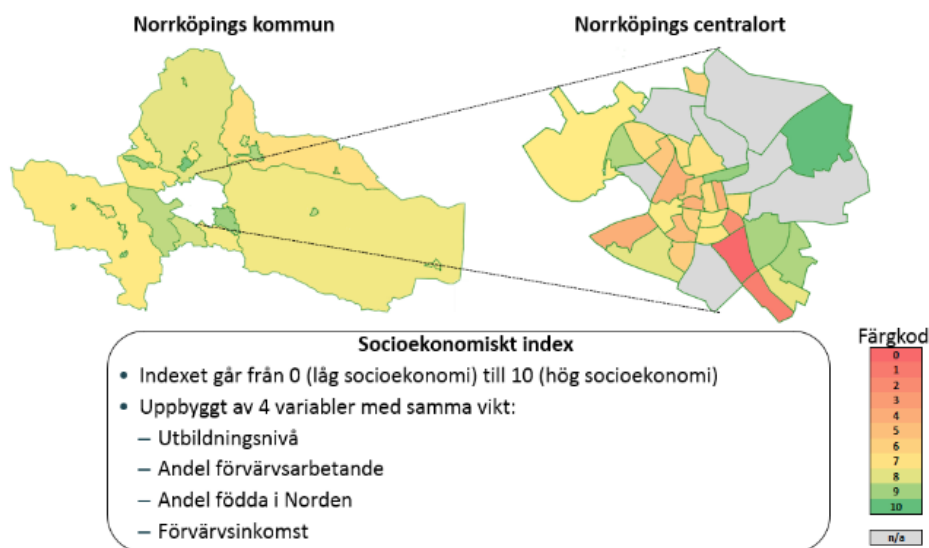 Norrköpings kommun
Norrköpings centralort
Socioekonomiskt index
• Indexet går från 0 (låg socioekonomi) till 10 (hög socioekonomi)
• Uppbyggt av 4 variabler med samma vikt:
– Utbildningsnivå
– Andel förvärvsarbetande
– Andel födda i Norden
– Förvärvsinkomst
Färgkod
0
1
2
3
4
5
6
7
8
9
10
n/a